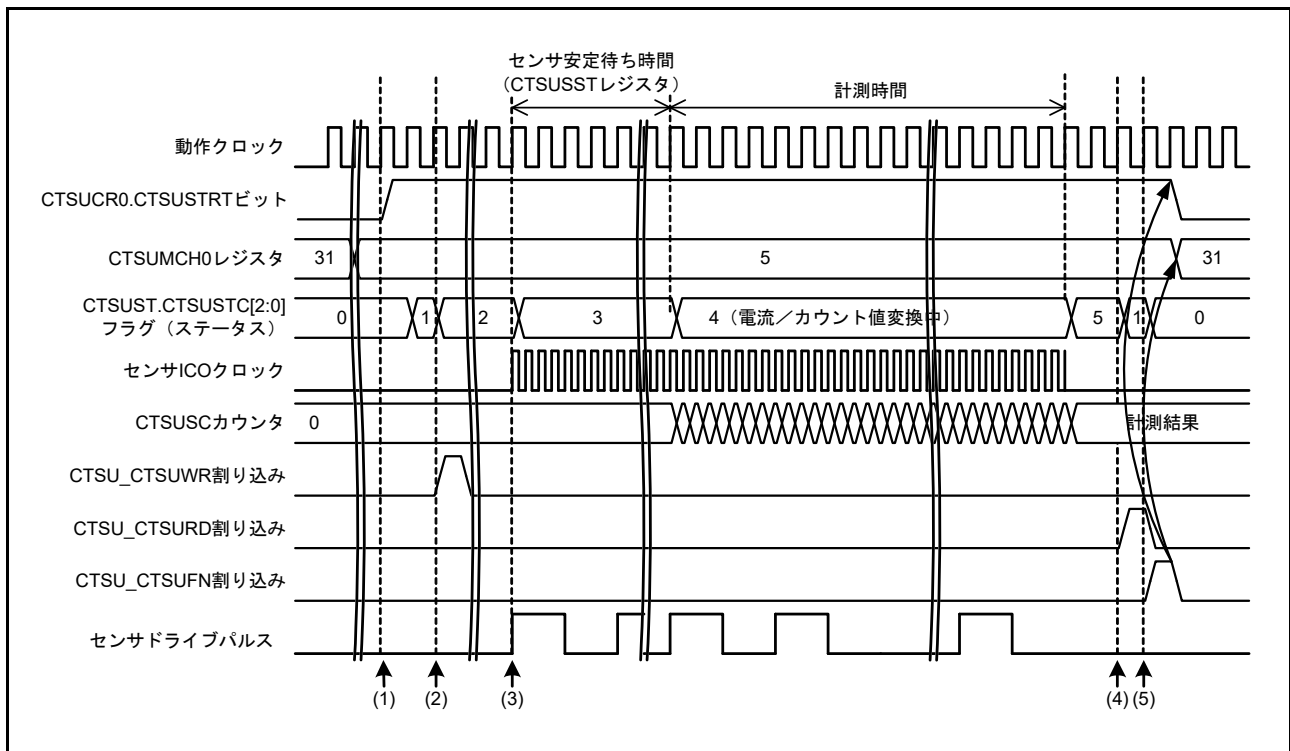 センサ安定待ち時間
（CTSUSSTレジスタ）
計測時間
動作クロック
CTSUCR0.CTSUSTRTビット
CTSUMCH0レジスタ
31
5
31
CTSUST.CTSUSTC[2:0]
フラグ（ステータス）
0
1
2
3
4（電流／カウント値変換中）
5
1
0
センサICOクロック
CTSUSCカウンタ
0
計測結果
CTSU_CTSUWR割り込み
CTSU_CTSURD割り込み
CTSU_CTSUFN割り込み
センサドライブパルス
(1)
(2)
(3)
(4)
(5)